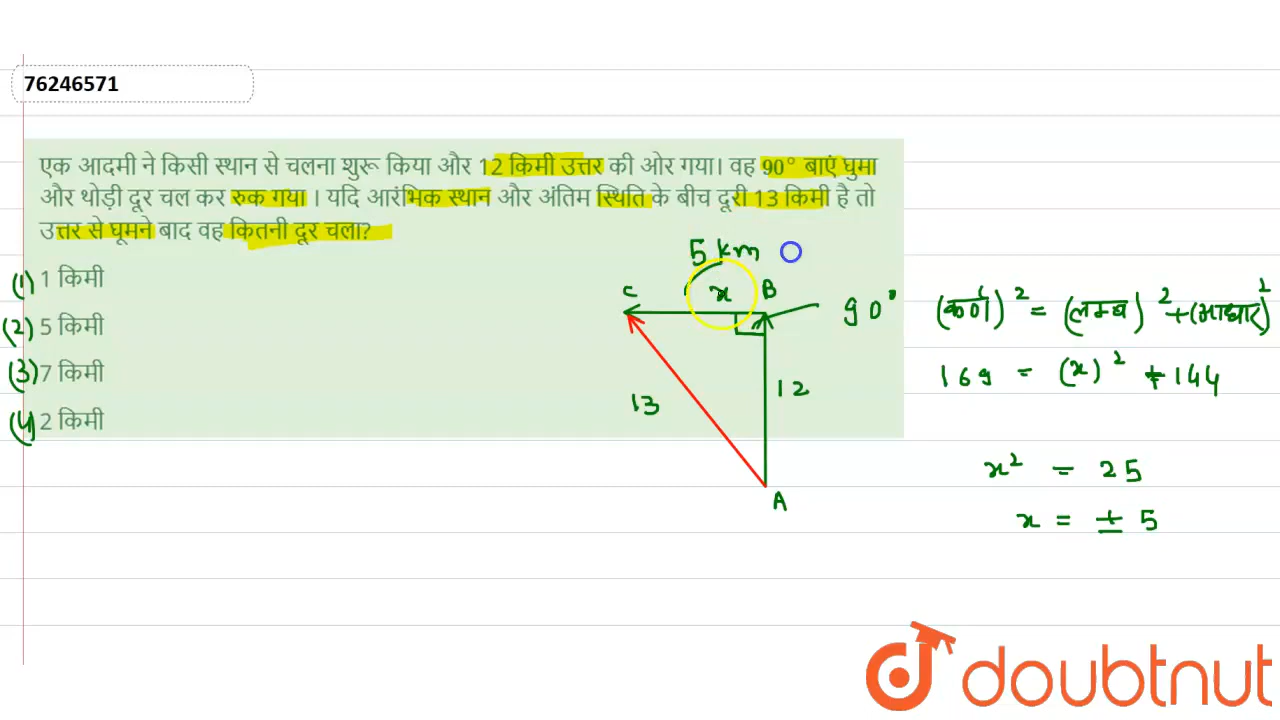 76246571
एक आदमी ने किसी स्थान से चलना शुरू किया और 12 किमी उत्तर की ओर गया। वह 90° बाएं घुमा
और थोड़ी दूर चल कर रुक गया । यदि आरंभिक स्थान और अंतिम स्थिति के बीच दूरी 13 किमी है तो
उत्तर से घूमने बाद वह कितनी दूर चला?
(1) 1 किमी
(2) 5 किमी
(3) 7 किमी
(4) 2 किमी
5 km
C x B
90°
13
12
A
(कर्ण)² = (लम्ब)² + (आधार)²
169 = (x)² + 144
x² = 25
x = ± 5
doubtnut